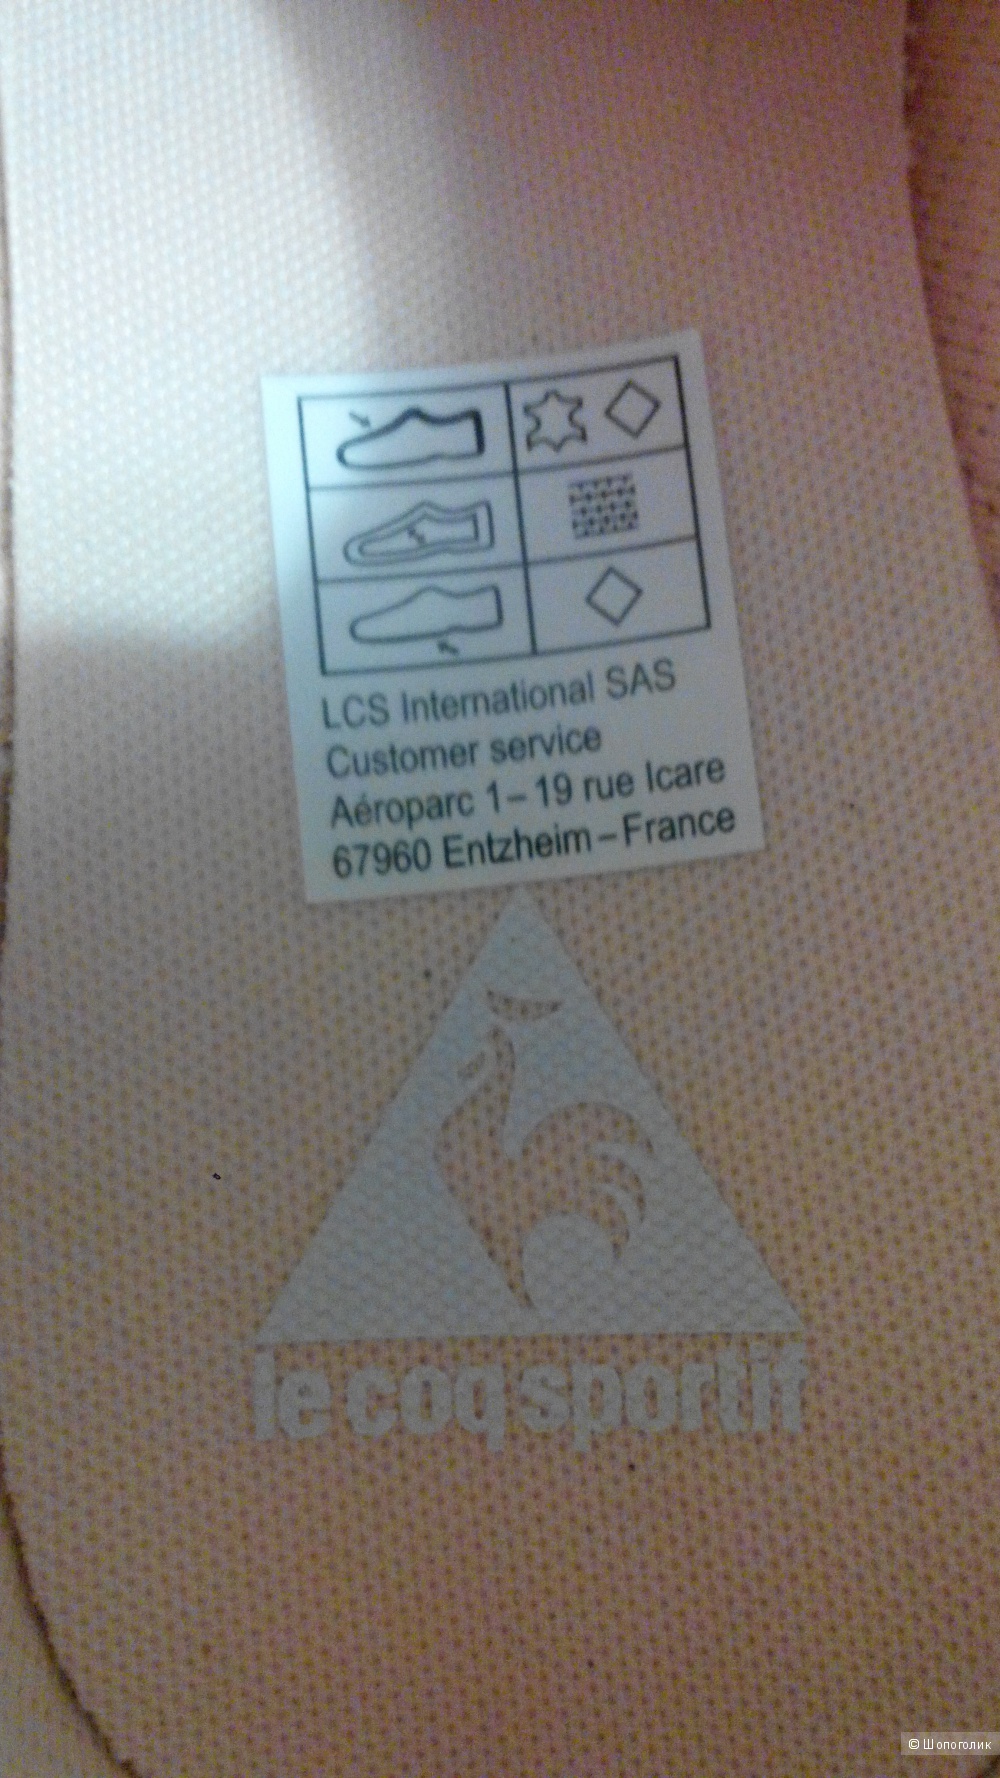 LCS International SAS
Customer service
Aéroparc 1 – 19 rue Icare
67960 Entzheim – France
le coq sportif
© Шопоголик